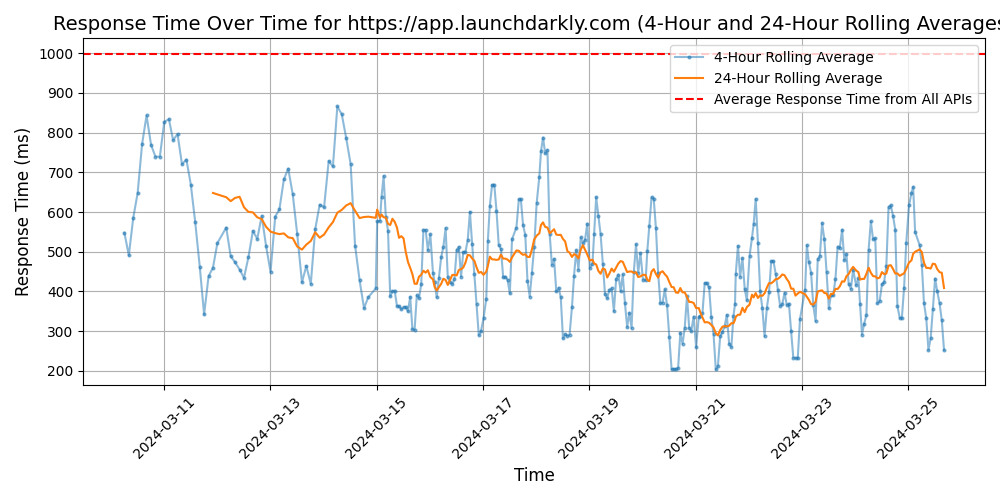 Response Time Over Time for https://app.launchdarkly.com (4-Hour and 24-Hour Rolling Averages
1000
900
800
700
600
500
400
300
200
Response Time (ms)
4-Hour Rolling Average
24-Hour Rolling Average
Average Response Time from All APIs
2024-03-11
2024-03-13
2024-03-15
2024-03-17
2024-03-19
2024-03-21
2024-03-23
2024-03-25
Time